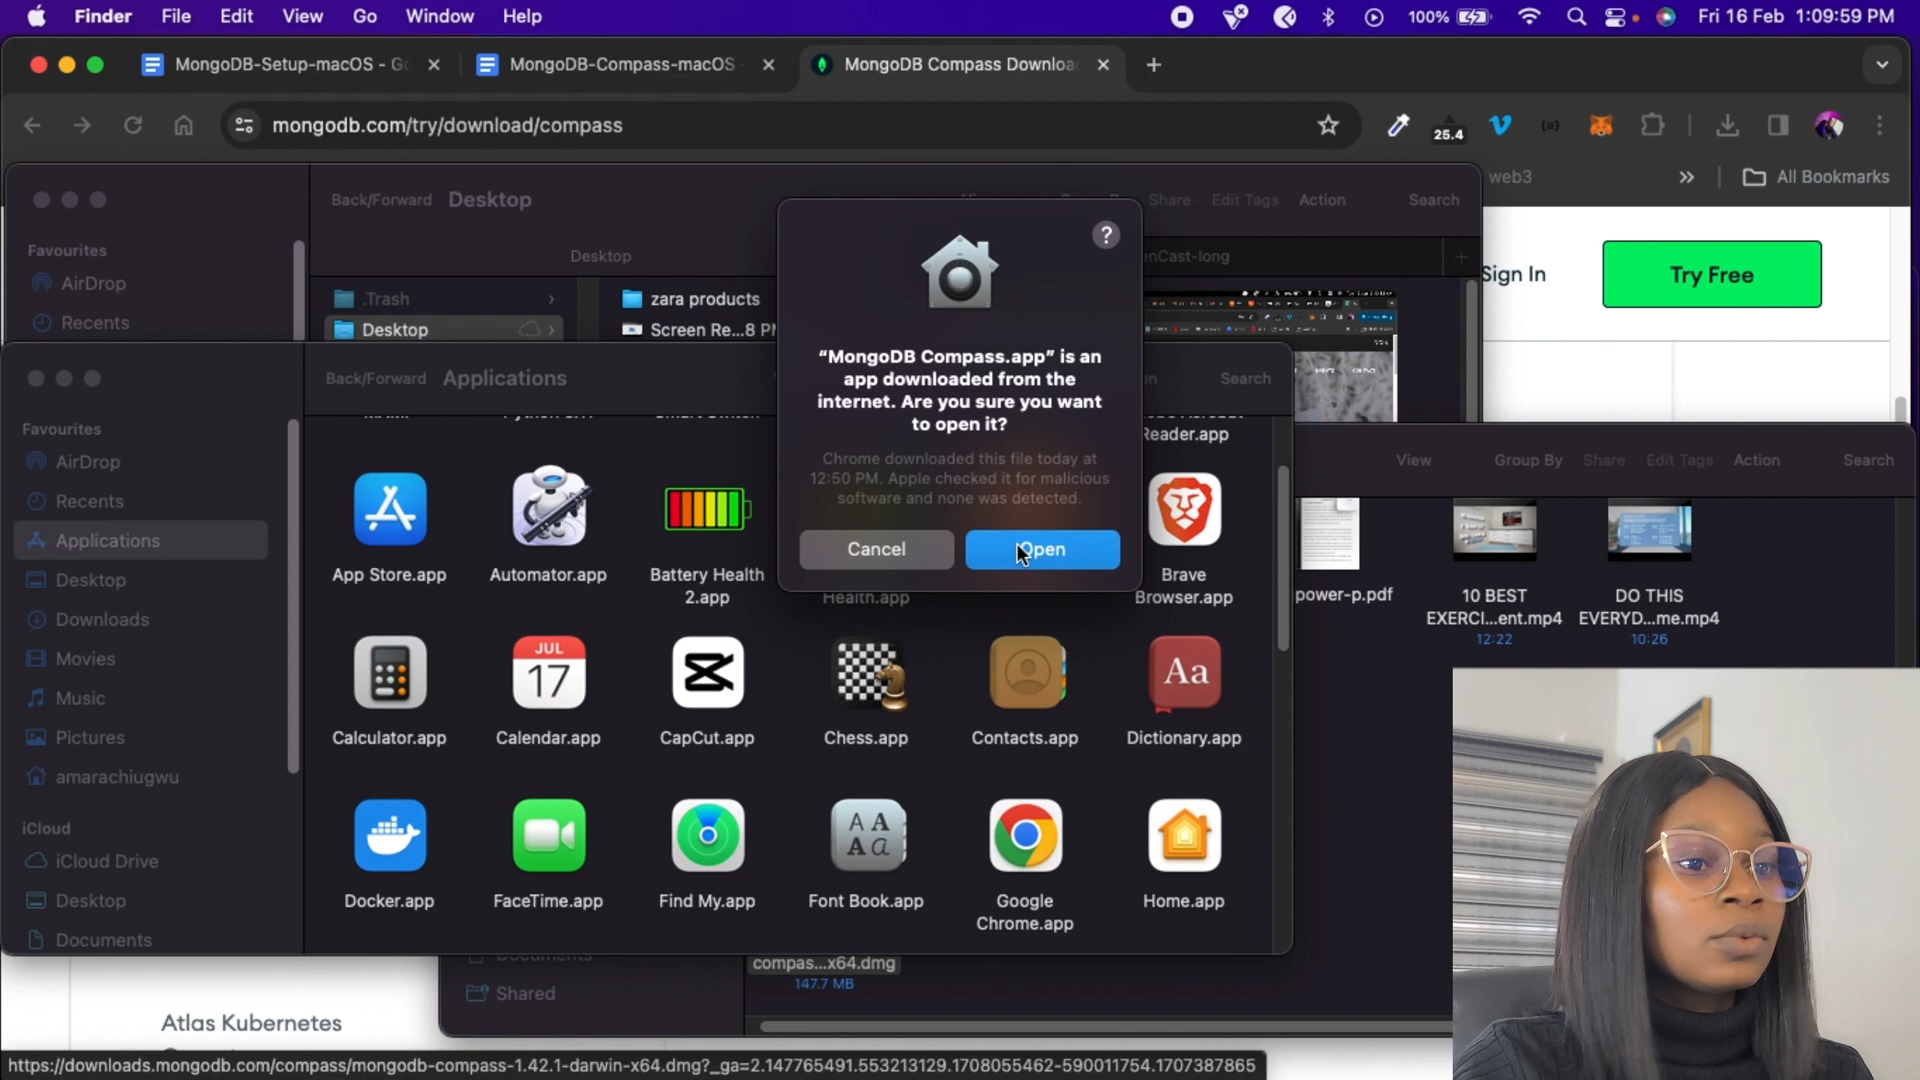 Finder File Edit View Go Window Help 100% Fri 16 Feb 1:09:59 PM
MongoDB-Setup-macOS - Go MongoDB-Compass-macOS MongoDB Compass Downloa
mongodb.com/try/download/compass 25.4
web3 » All Bookmarks
Back/Forward Desktop Share Edit Tags Action Search
Sign In Try Free
Favourites
AirDrop
Recents
Desktop enCast-long
.Trash zara products
Desktop Screen Re...8 PM
?
“MongoDB Compass.app” is an
app downloaded from the
internet. Are you sure you want
to open it?
Chrome downloaded this file today at
12:50 PM. Apple checked it for malicious
software and none was detected.
Cancel Open
Back/Forward Applications Search
Favourites
AirDrop
Recents
Applications
Desktop
Downloads
Movies
Music
Pictures
amarachiugwu
iCloud
iCloud Drive
Desktop
Documents
Reader.app
App Store.app Automator.app Battery Health
2.app
Health.app
Brave
Browser.app
JUL
17
Aa
Calculator.app Calendar.app CapCut.app Chess.app Contacts.app Dictionary.app
Docker.app FaceTime.app Find My.app Font Book.app Google
Chrome.app
Home.app
View Group By Share Edit Tags Action Search
power-p.pdf
10 BEST
EXERCI...ent.mp4
12:22
DO THIS
EVERYD...me.mp4
10:26
Documents
Shared
compas...x64.dmg
147.7 MB
Atlas Kubernetes
https://downloads.mongodb.com/compass/mongodb-compass-1.42.1-darwin-x64.dmg?_ga=2.147765491.553213129.1708055462-590011754.1707387865